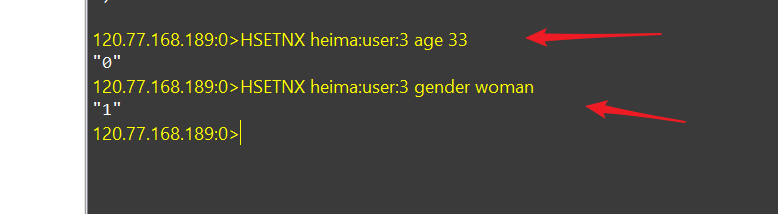 120.77.168.189:0>HSETNX heima:user:3 age 33
"0"
120.77.168.189:0>HSETNX heima:user:3 gender woman
"1"
120.77.168.189:0>